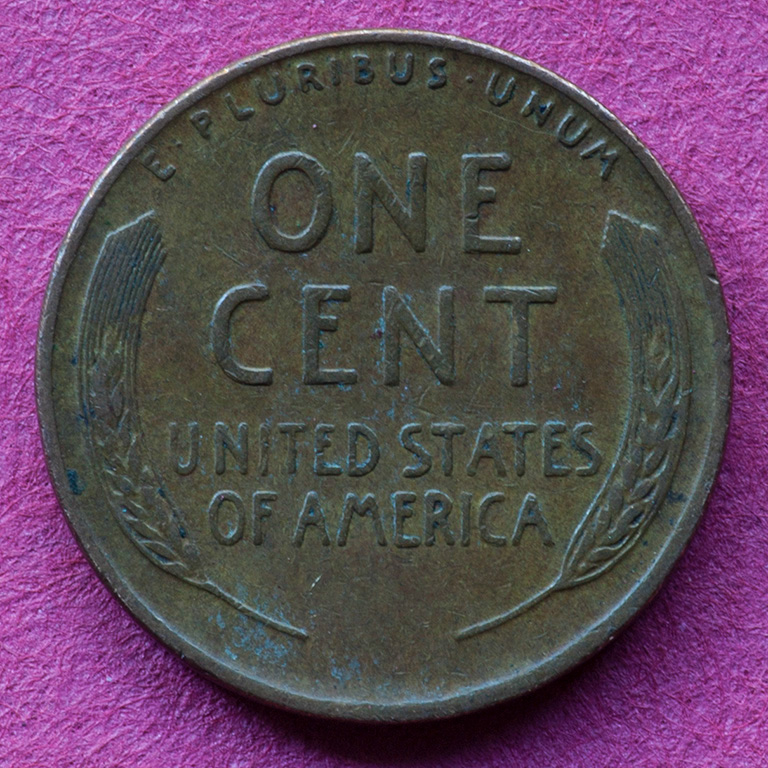 E · PLURIBUS · UNUM
ONE
CENT
UNITED STATES
OF AMERICA